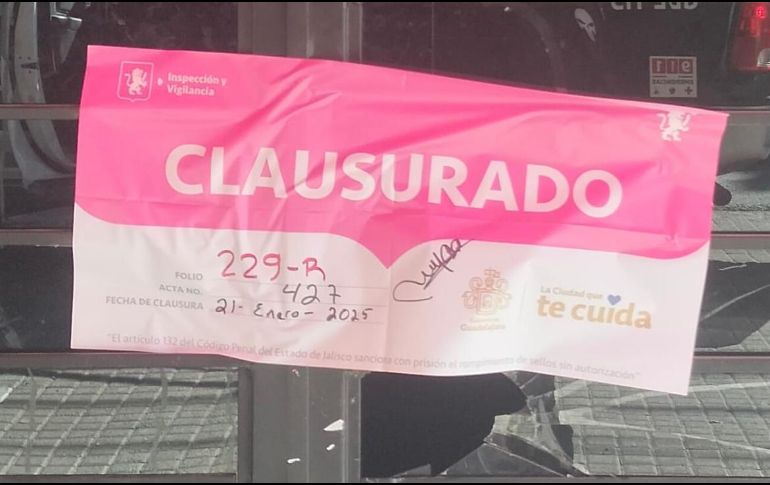 911
Inspección y
Vigilancia
CLAUSURADO
FOLIO 229-R
ACTA NO. 427
FECHA DE CLAUSURA 21-Enero-2025
Guadalajara
La Ciudad que
te cuida
"El artículo 132 del Código Penal del Estado de Jalisco sanciona con prisión el rompimiento de sellos sin autorización"